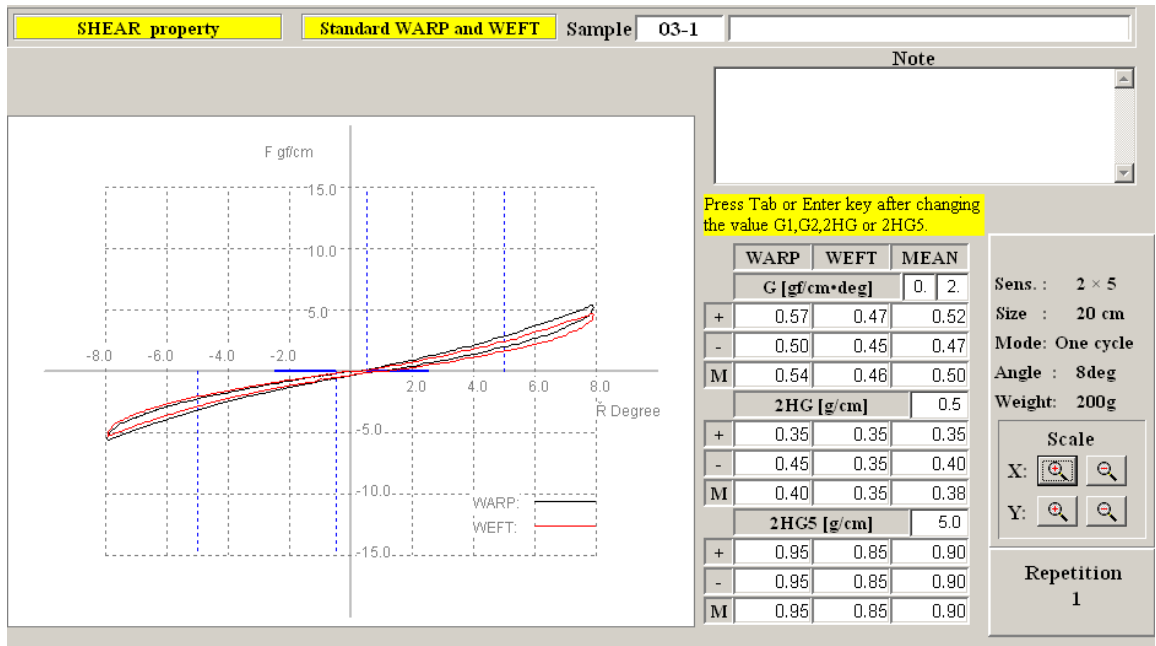 SHEAR property Standard WARP and WEFT Sample 03-1
Note
F gf/cm
15.0
10.0
5.0
-8.0 -6.0 -4.0 -2.0
2.0 4.0 6.0 8.0
Ř Degree
-5.0
-10.0
-15.0
WARP:
WEFT:
Press Tab or Enter key after changing
the value G1,G2,2HG or 2HG5.
WARP WEFT MEAN
G [gf/cm•deg] 0. 2.
+ 0.57 0.47 0.52
- 0.50 0.45 0.47
M 0.54 0.46 0.50
2HG [g/cm] 0.5
+ 0.35 0.35 0.35
- 0.45 0.35 0.40
M 0.40 0.35 0.38
2HG5 [g/cm] 5.0
+ 0.95 0.85 0.90
- 0.95 0.85 0.90
M 0.95 0.85 0.90
Sens. : 2 × 5
Size : 20 cm
Mode: One cycle
Angle : 8deg
Weight: 200g
Scale
X:
Y:
Repetition
1